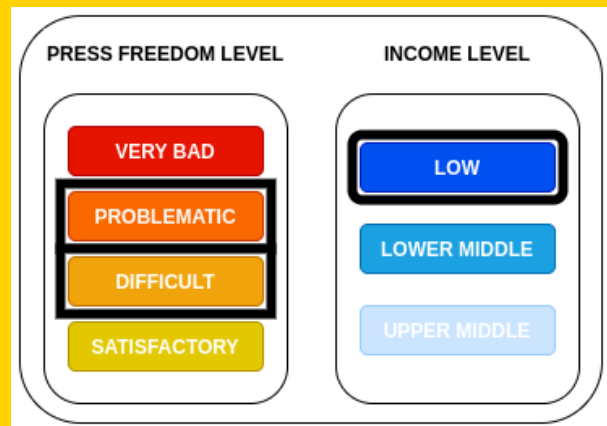 PRESS FREEDOM LEVEL
VERY BAD
PROBLEMATIC
DIFFICULT
SATISFACTORY
INCOME LEVEL
LOW
LOWER MIDDLE
UPPER MIDDLE